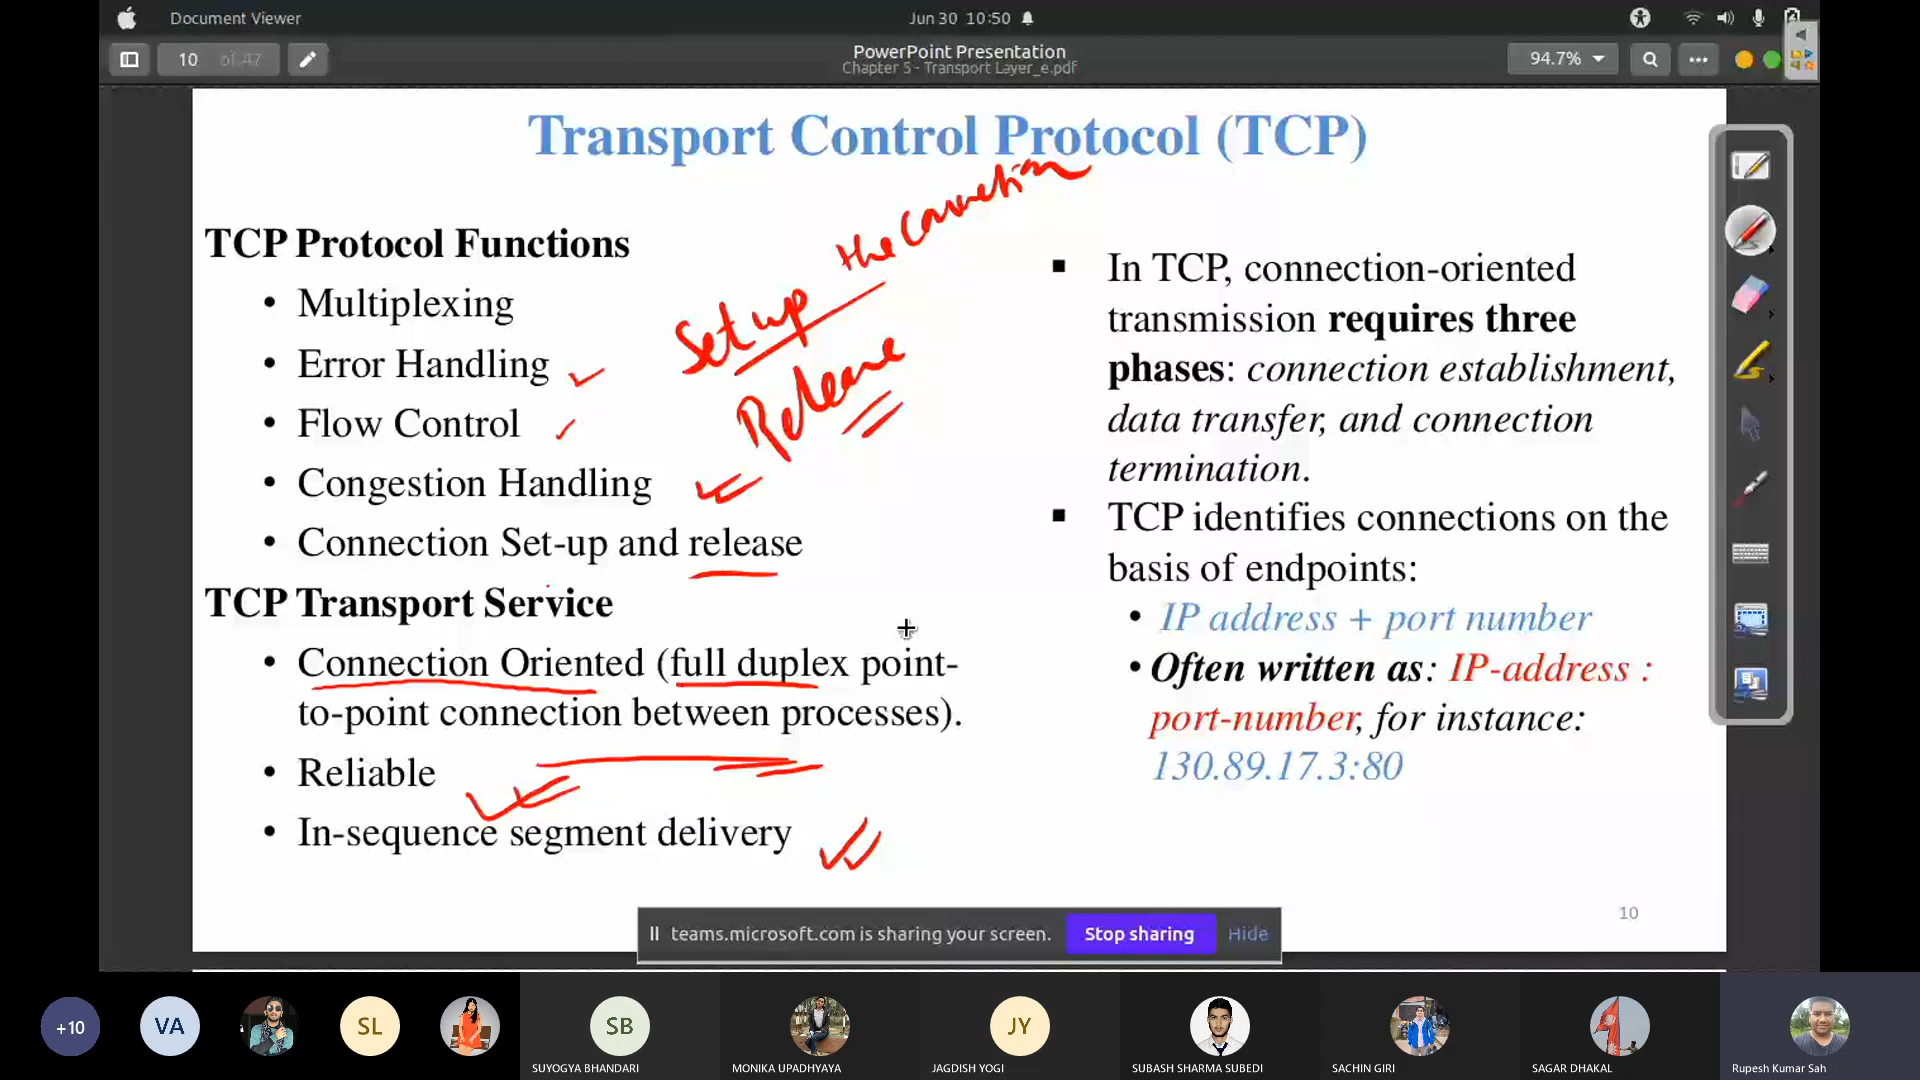 Document Viewer
Jun 30 10:50
10 of 47
PowerPoint Presentation
Chapter 5 - Transport Layer_e.pdf
94.7%
Transport Control Protocol (TCP)
the Connection
Set up
Release
TCP Protocol Functions
• Multiplexing
• Error Handling
• Flow Control
• Congestion Handling
• Connection Set-up and release
TCP Transport Service
• Connection Oriented (full duplex point-
to-point connection between processes).
• Reliable
• In-sequence segment delivery
▪ In TCP, connection-oriented
transmission requires three
phases: connection establishment,
data transfer, and connection
termination.
▪ TCP identifies connections on the
basis of endpoints:
• IP address + port number
• Often written as: IP-address :
port-number, for instance:
130.89.17.3:80
10
teams.microsoft.com is sharing your screen. Stop sharing Hide
+10 VA SL SB JY
SUYOGYA BHANDARI MONIKA UPADHYAYA JAGDISH YOGI SUBASH SHARMA SUBEDI SACHIN GIRI SAGAR DHAKAL Rupesh Kumar Sah